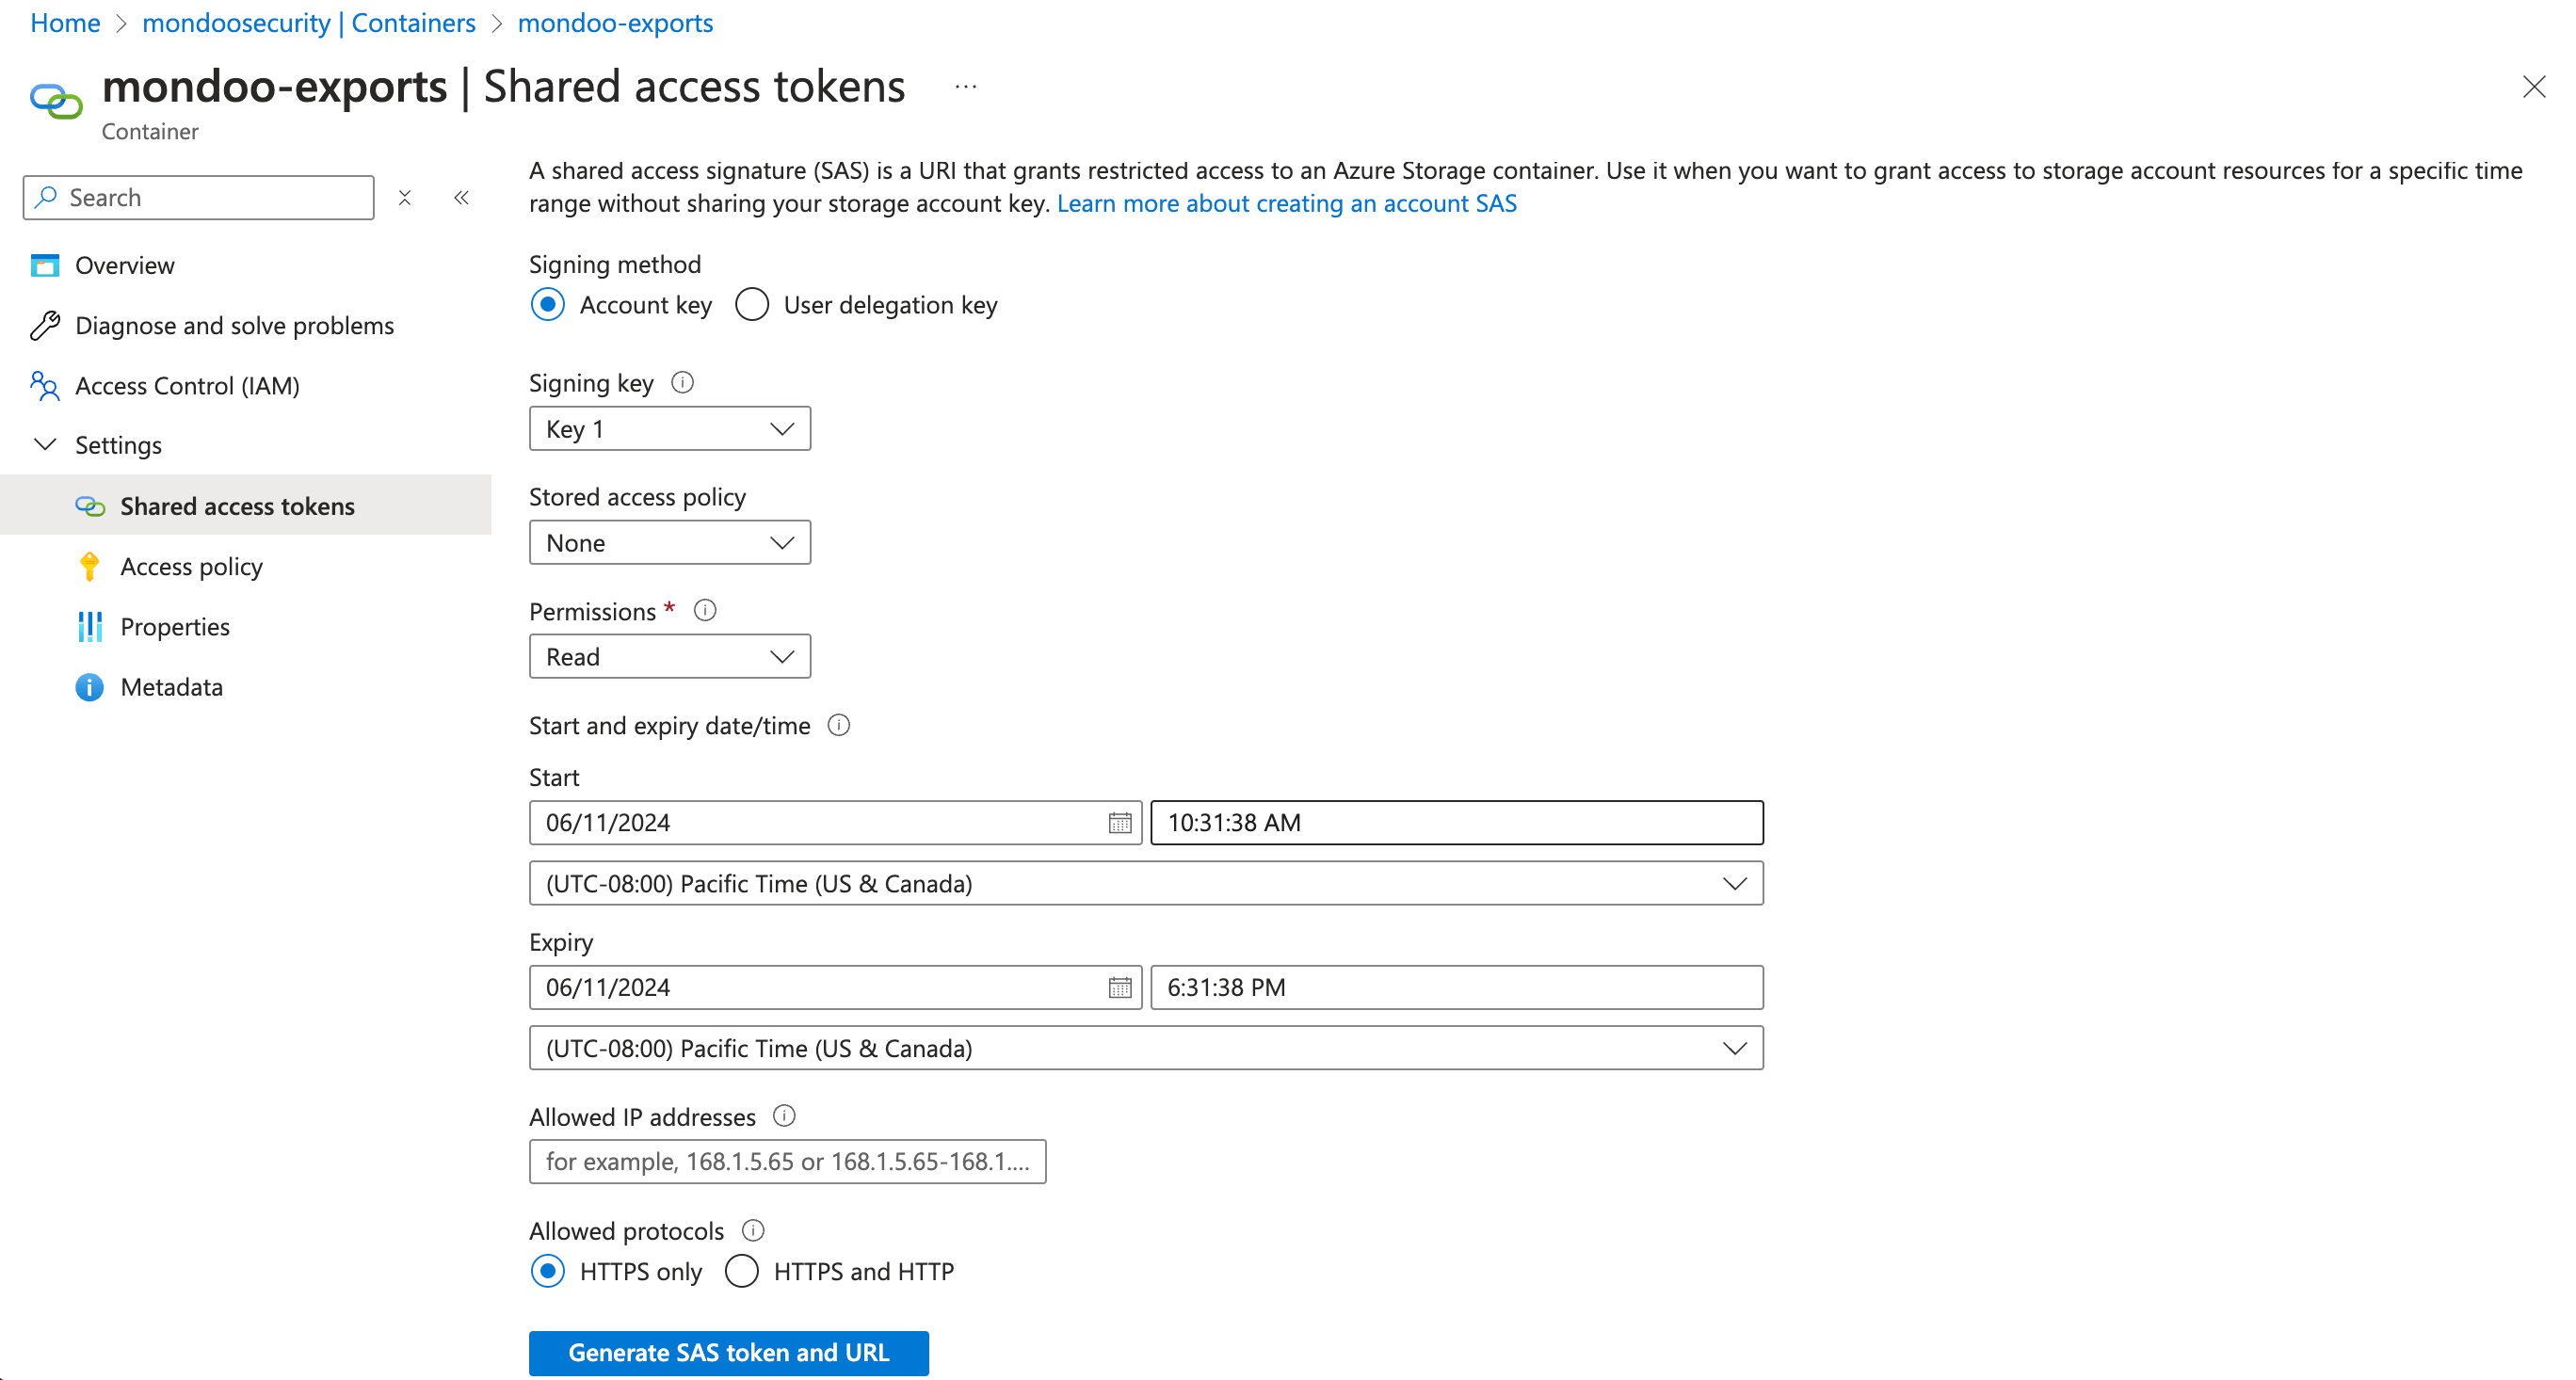 Home > mondoosecurity | Containers > mondoo-exports
mondoo-exports | Shared access tokens ...
Container
Search
Overview
Diagnose and solve problems
Access Control (IAM)
Settings
Shared access tokens
Access policy
Properties
Metadata
A shared access signature (SAS) is a URI that grants restricted access to an Azure Storage container. Use it when you want to grant access to storage account resources for a specific time
range without sharing your storage account key. Learn more about creating an account SAS
Signing method
Account key User delegation key
Signing key
Key 1
Stored access policy
None
Permissions *
Read
Start and expiry date/time
Start
06/11/2024 10:31:38 AM
(UTC-08:00) Pacific Time (US & Canada)
Expiry
06/11/2024 6:31:38 PM
(UTC-08:00) Pacific Time (US & Canada)
Allowed IP addresses
for example, 168.1.5.65 or 168.1.5.65-168.1....
Allowed protocols
HTTPS only HTTPS and HTTP
Generate SAS token and URL